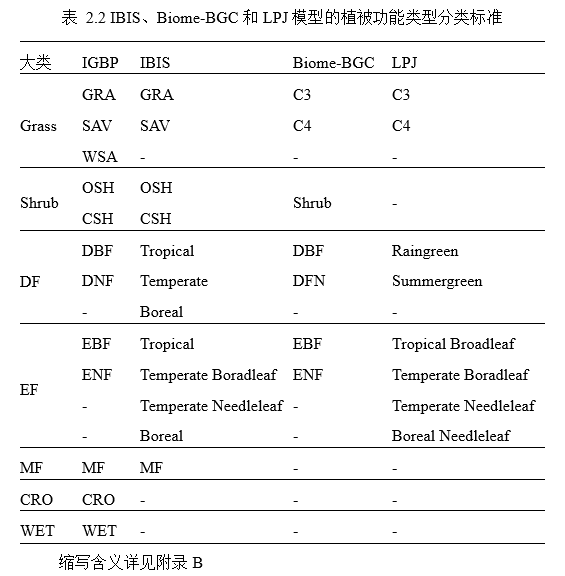 表 2.2 IBIS、Biome-BGC 和 LPJ 模型的植被功能类型分类标准
大类 IGBP IBIS Biome-BGC LPJ
GRA GRA C3 C3
Grass SAV SAV C4 C4
WSA - - -
OSH OSH
Shrub CSH CSH Shrub -
DBF Tropical DBF Raingreen
DF DNF Temperate DFN Summergreen
- Boreal - -
EBF Tropical EBF Tropical Broadleaf
ENF Temperate Boradleaf ENF Temperate Boradleaf
EF - Temperate Needleleaf - Temperate Needleleaf
- Boreal - Boreal Needleleaf
MF MF MF - -
CRO CRO - - -
WET WET - - -
缩写含义详见附录 B